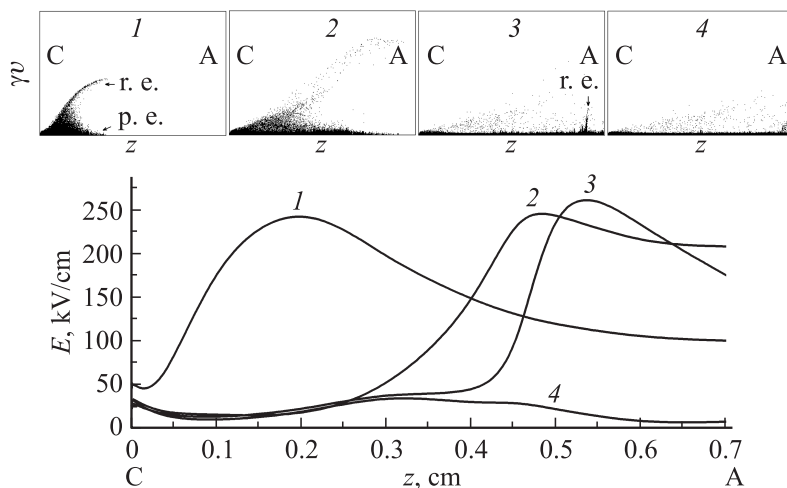 1 2 3 4
C A C A C A C A
γv
r. e. r. e.
p. e.
z z z z
1 2 3
250
200
150
100
50
0
E, kV/cm
4
0 0.1 0.2 0.3 0.4 0.5 0.6 0.7
C z, cm A